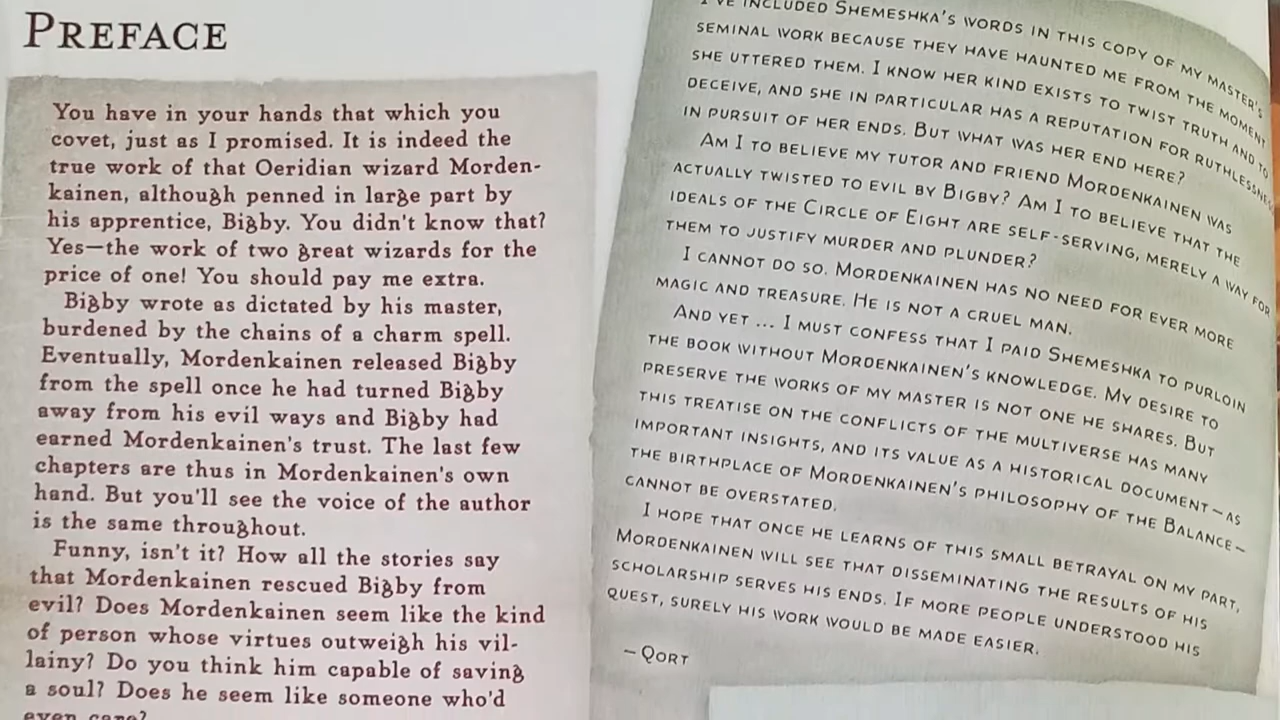 PREFACE
You have in your hands that which you
covet, just as I promised. It is indeed the
true work of that Oeridian wizard Morden-
kainen, although penned in large part by
his apprentice, Bigby. You didn't know that?
Yes—the work of two great wizards for the
price of one! You should pay me extra.
Bigby wrote as dictated by his master,
burdened by the chains of a charm spell.
Eventually, Mordenkainen released Bigby
from the spell once he had turned Bigby
away from his evil ways and Bigby had
earned Mordenkainen's trust. The last few
chapters are thus in Mordenkainen's own
hand. But you'll see the voice of the author
is the same throughout.
Funny, isn't it? How all the stories say
that Mordenkainen rescued Bigby from
evil? Does Mordenkainen seem like the kind
of person whose virtues outweigh his vil-
lainy? Do you think him capable of saving
a soul? Does he seem like someone who'd
even care?
I've included Shemeshka's words in this copy of my master's
seminal work because they have haunted me from the moment
she uttered them. I know her kind exists to twist truth and to
deceive, and she in particular has a reputation for ruthlessness
in pursuit of her ends. But what was her end here?
Am I to believe my tutor and friend Mordenkainen was
actually twisted to evil by Bigby? Am I to believe that the
ideals of the Circle of Eight are self-serving, merely a way for
them to justify murder and plunder?
I cannot do so. Mordenkainen has no need for ever more
magic and treasure. He is not a cruel man.
And yet ... I must confess that I paid Shemeshka to purloin
the book without Mordenkainen's knowledge. My desire to
preserve the works of my master is not one he shares. But
this treatise on the conflicts of the multiverse has many
important insights, and its value as a historical document—as
the birthplace of Mordenkainen's philosophy of the Balance—
cannot be overstated.
I hope that once he learns of this small betrayal on my part,
Mordenkainen will see that disseminating the results of his
scholarship serves his ends. If more people understood his
quest, surely his work would be made easier.
—Qort